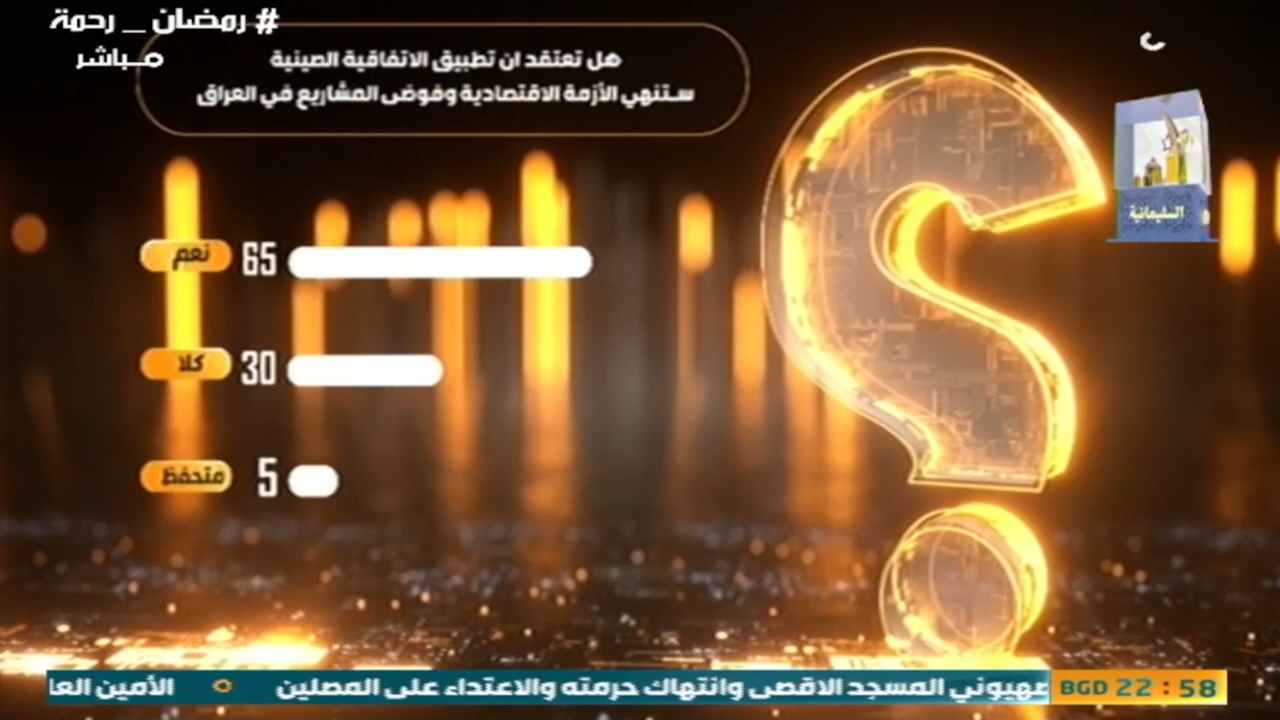 # رمضان _ رحمة
مباشر
هل تعتقد ان تطبيق الاتفاقية الصينية
ستنهي الأزمة الاقتصادية وفوضى المشاريع في العراق
السليمانية
نعم 65
كلا 30
متحفظ 5
صهيوني المسجد الاقصى وانتهاك حرمته والاعتداء على المصلين
الأمين العا
BGD 22 : 58